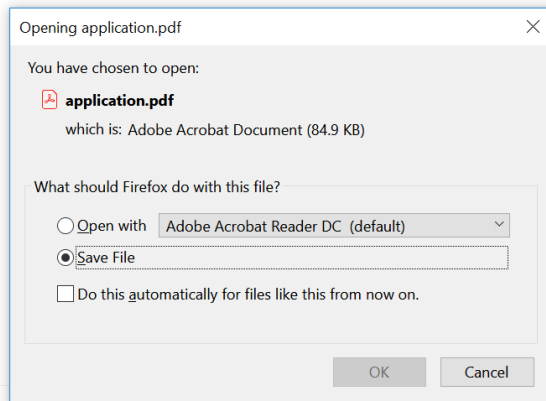 Opening application.pdf
You have chosen to open:
application.pdf
which is: Adobe Acrobat Document (84.9 KB)
What should Firefox do with this file?
Open with Adobe Acrobat Reader DC (default)
Save File
Do this automatically for files like this from now on.
OK Cancel